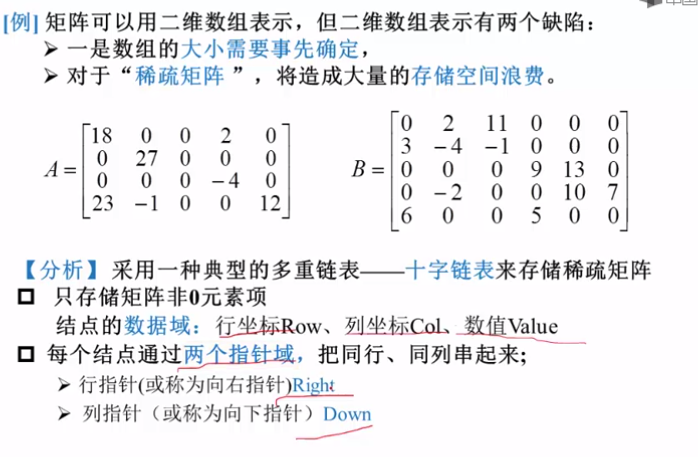 [例] 矩阵可以用二维数组表示，但二维数组表示有两个缺陷：
➢ 一是数组的大小需要事先确定，
➢ 对于“稀疏矩阵 ”，将造成大量的存储空间浪费。
A =
18 0 0 2 0
0 27 0 0 0
0 0 0 −4 0
23 −1 0 0 12
B =
0 2 11 0 0 0
3 −4 −1 0 0 0
0 0 0 9 13 0
0 −2 0 0 10 7
6 0 0 5 0 0
【分析】采用一种典型的多重链表——十字链表来存储稀疏矩阵
❑ 只存储矩阵非0元素项
结点的数据域：行坐标Row、列坐标Col、数值Value
❑ 每个结点通过两个指针域，把同行、同列串起来；
➢ 行指针(或称为向右指针)Right
➢ 列指针（或称为向下指针）Down